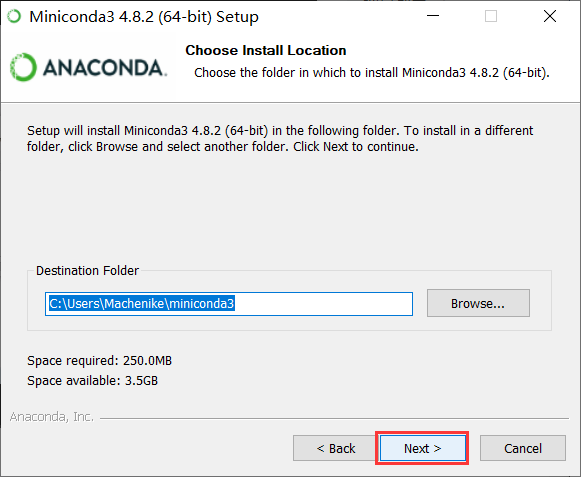 Miniconda3 4.8.2 (64-bit) Setup
ANACONDA.
Choose Install Location
Choose the folder in which to install Miniconda3 4.8.2 (64-bit).
Setup will install Miniconda3 4.8.2 (64-bit) in the following folder. To install in a different
folder, click Browse and select another folder. Click Next to continue.
Destination Folder
C:\Users\Machenike\miniconda3
Browse...
Space required: 250.0MB
Space available: 3.5GB
Anaconda, Inc.
< Back
Next >
Cancel